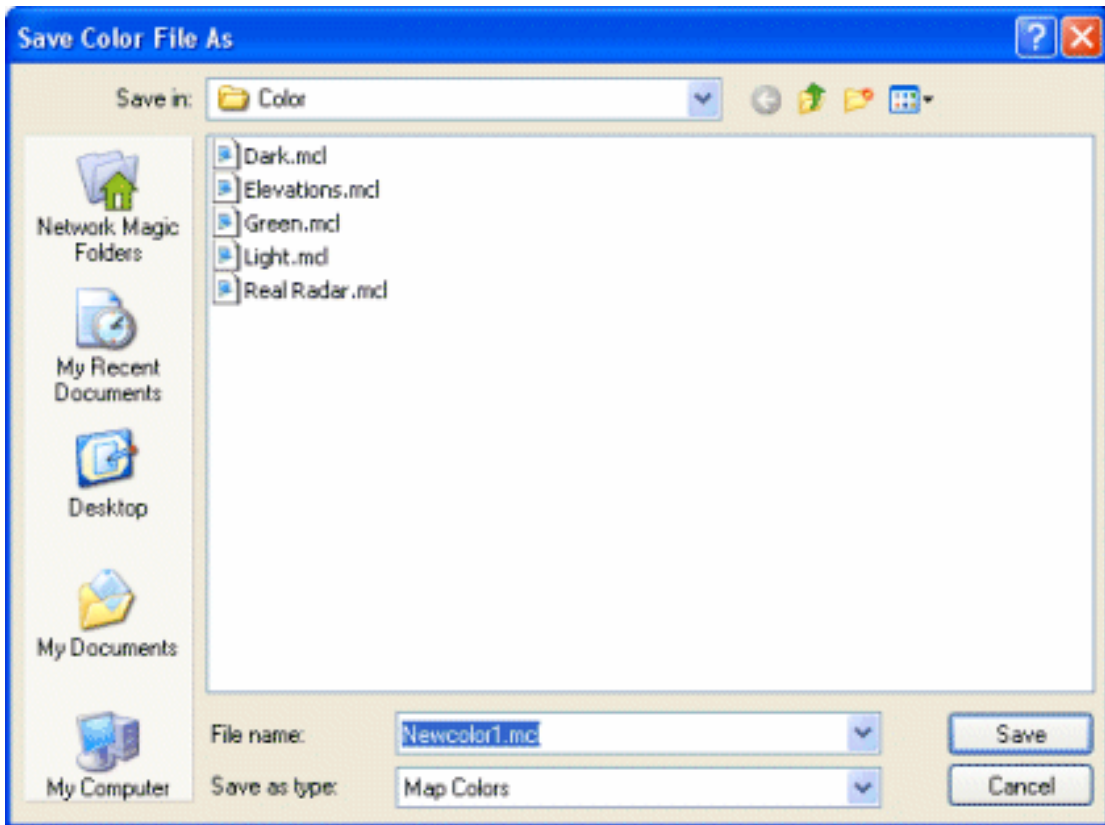 Save Color File As
Save in: Color
Dark.mcl
Elevations.mcl
Green.mcl
Light.mcl
Real Radar.mcl
Network Magic
Folders
My Recent
Documents
Desktop
My Documents
My Computer
File name: Newcolor1.mcl
Save
Save as type: Map Colors
Cancel